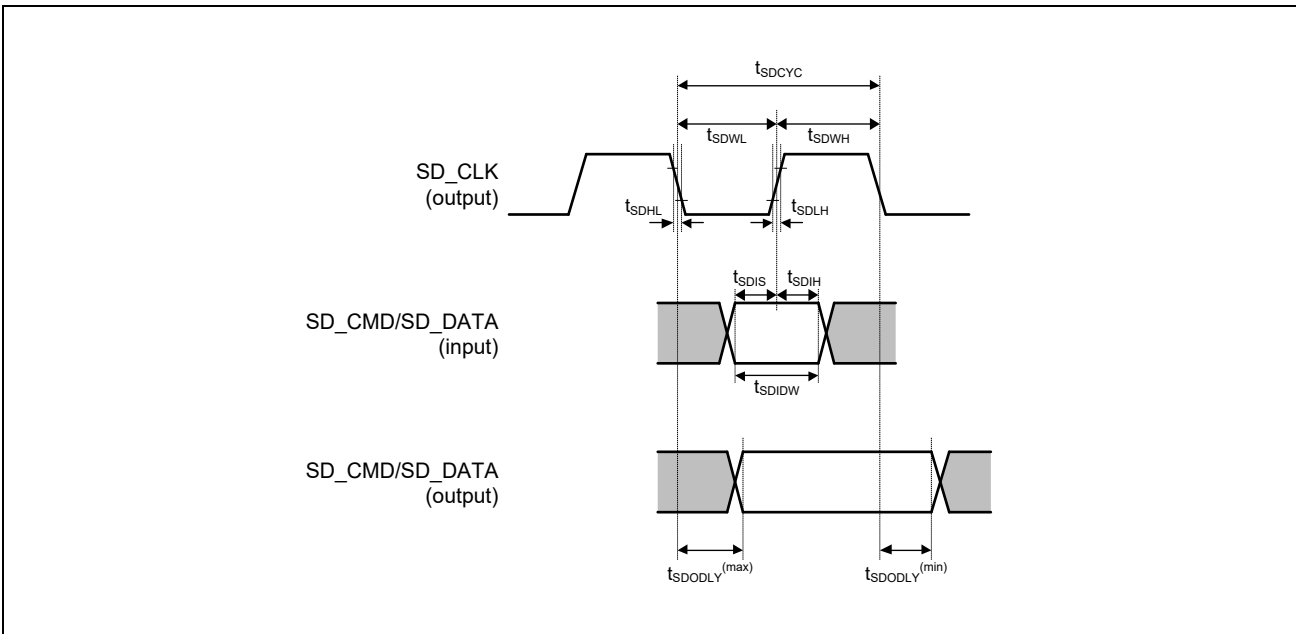 tSDCYC
tSDWL
tSDWH
SD_CLK
(output)
tSDHL
tSDLH
tSDIS
tSDIH
SD_CMD/SD_DATA
(input)
tSDIDW
SD_CMD/SD_DATA
(output)
tSDODLY(max)
tSDODLY(min)